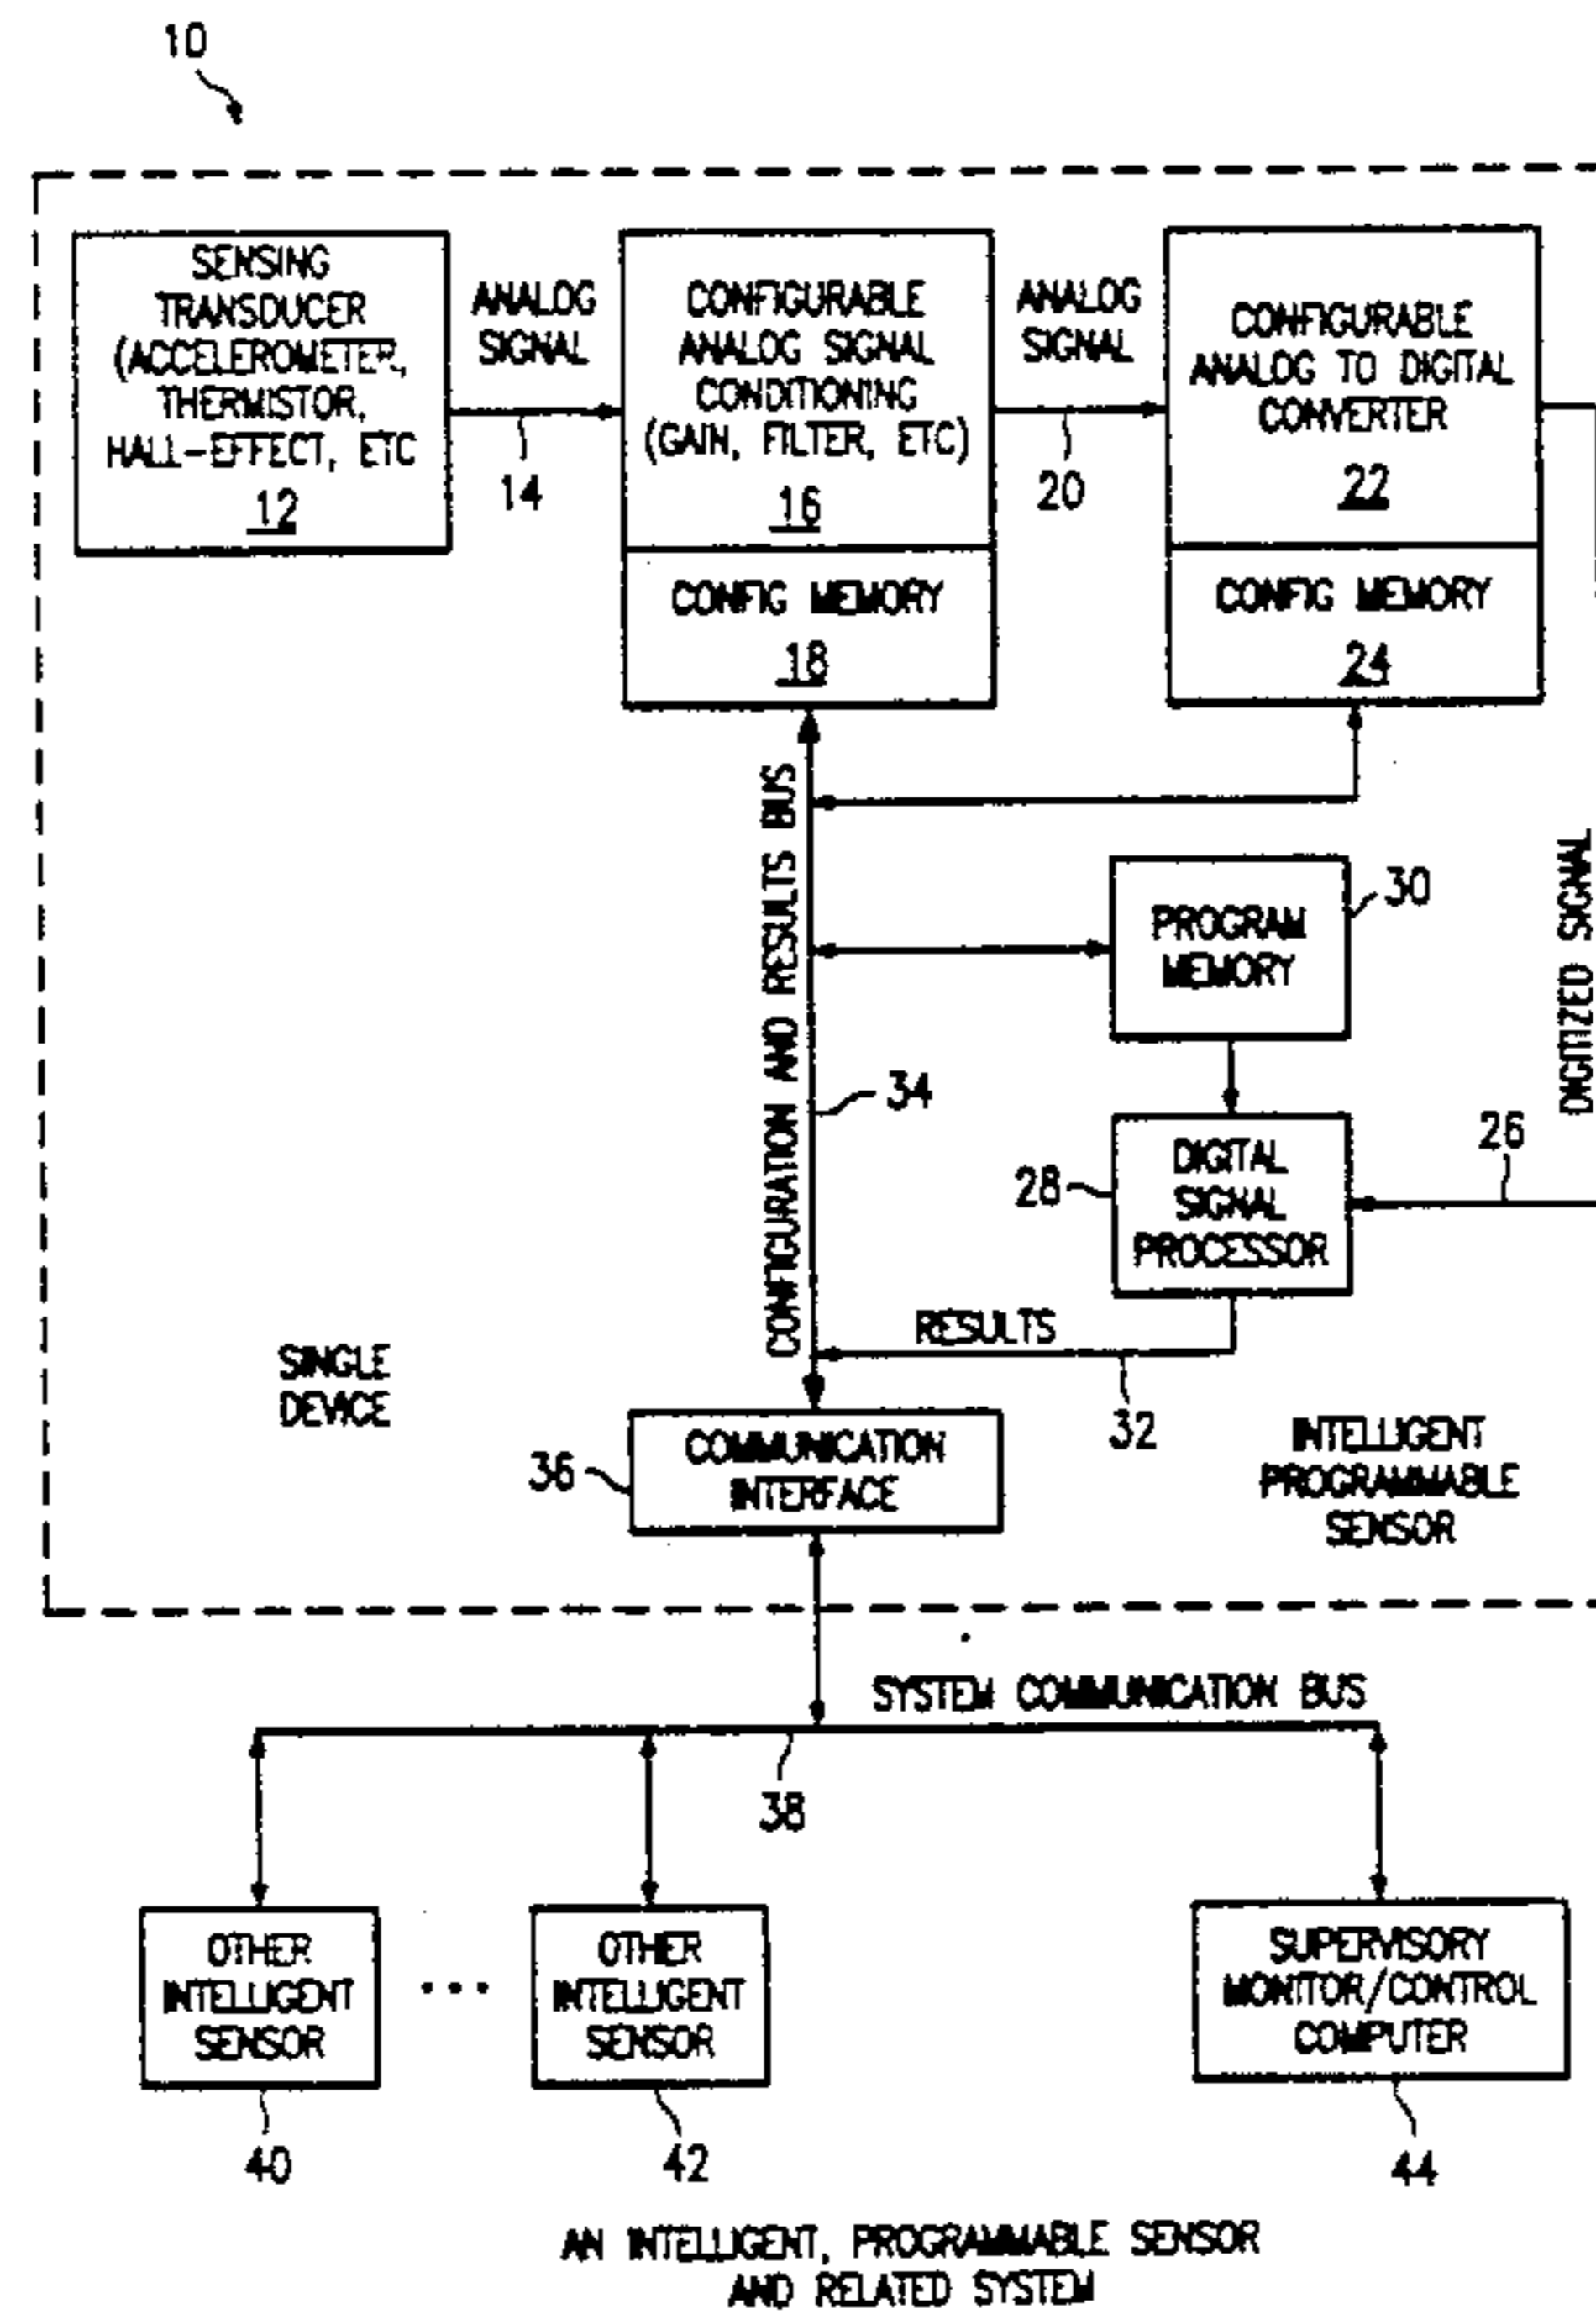 10
SENSING
TRANSDUCER
(ACCELEROMETER,
THERMISTOR,
HALL-EFFECT, ETC
12
ANALOG
SIGNAL
14
CONFIGURABLE
ANALOG SIGNAL
CONDITIONING
(GAIN, FILTER, ETC)
16
CONFIG MEMORY
18
ANALOG
SIGNAL
20
CONFIGURABLE
ANALOG TO DIGITAL
CONVERTER
22
CONFIG MEMORY
24
CONFIGURATION AND RESULTS BUS
34
PROGRAM
MEMORY
30
DIGITIZED SIGNAL
26
28
DIGITAL
SIGNAL
PROCESSOR
RESULTS
32
SINGLE
DEVICE
36
COMMUNICATION
INTERFACE
INTELLIGENT
PROGRAMMABLE
SENSOR
SYSTEM COMMUNICATION BUS
38
OTHER
INTELLIGENT
SENSOR
40
...
OTHER
INTELLIGENT
SENSOR
42
SUPERVISORY
MONITOR/CONTROL
COMPUTER
44
AN INTELLIGENT, PROGRAMMABLE SENSOR
AND RELATED SYSTEM